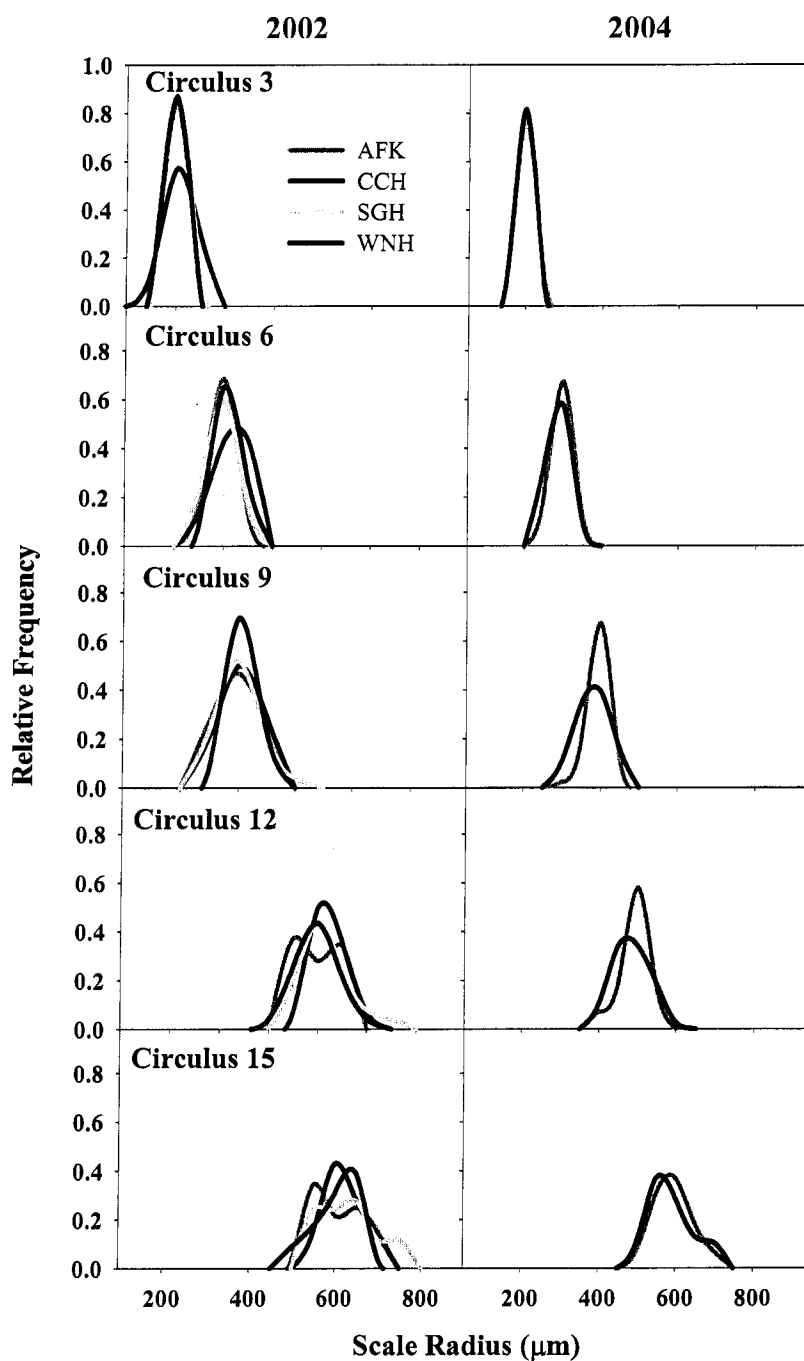 2002 2004
1.0
Circulus 3
0.8
AFK
0.6
CCH
SGH
0.4
WNH
0.2
0.0
Circulus 6
0.8
0.6
0.4
0.2
0.0
Circulus 9
0.8
0.6
0.4
0.2
0.0
Circulus 12
0.8
0.6
0.4
0.2
0.0
Circulus 15
0.8
0.6
0.4
0.2
0.0
Relative Frequency
200 400 600 800 200 400 600 800
Scale Radius (µm)